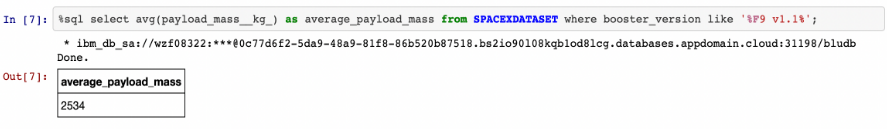 In [7]: %sql select avg(payload_mass__kg_) as average_payload_mass from SPACEXDATASET where booster_version like '%F9 v1.1%';
* ibm_db_sa://wzf08322:***@0c77d6f2-5da9-48a9-81f8-86b520b87518.bs2io90l08kqb1od8lcg.databases.appdomain.cloud:31198/bludb
Done.
Out[7]:
average_payload_mass
2534